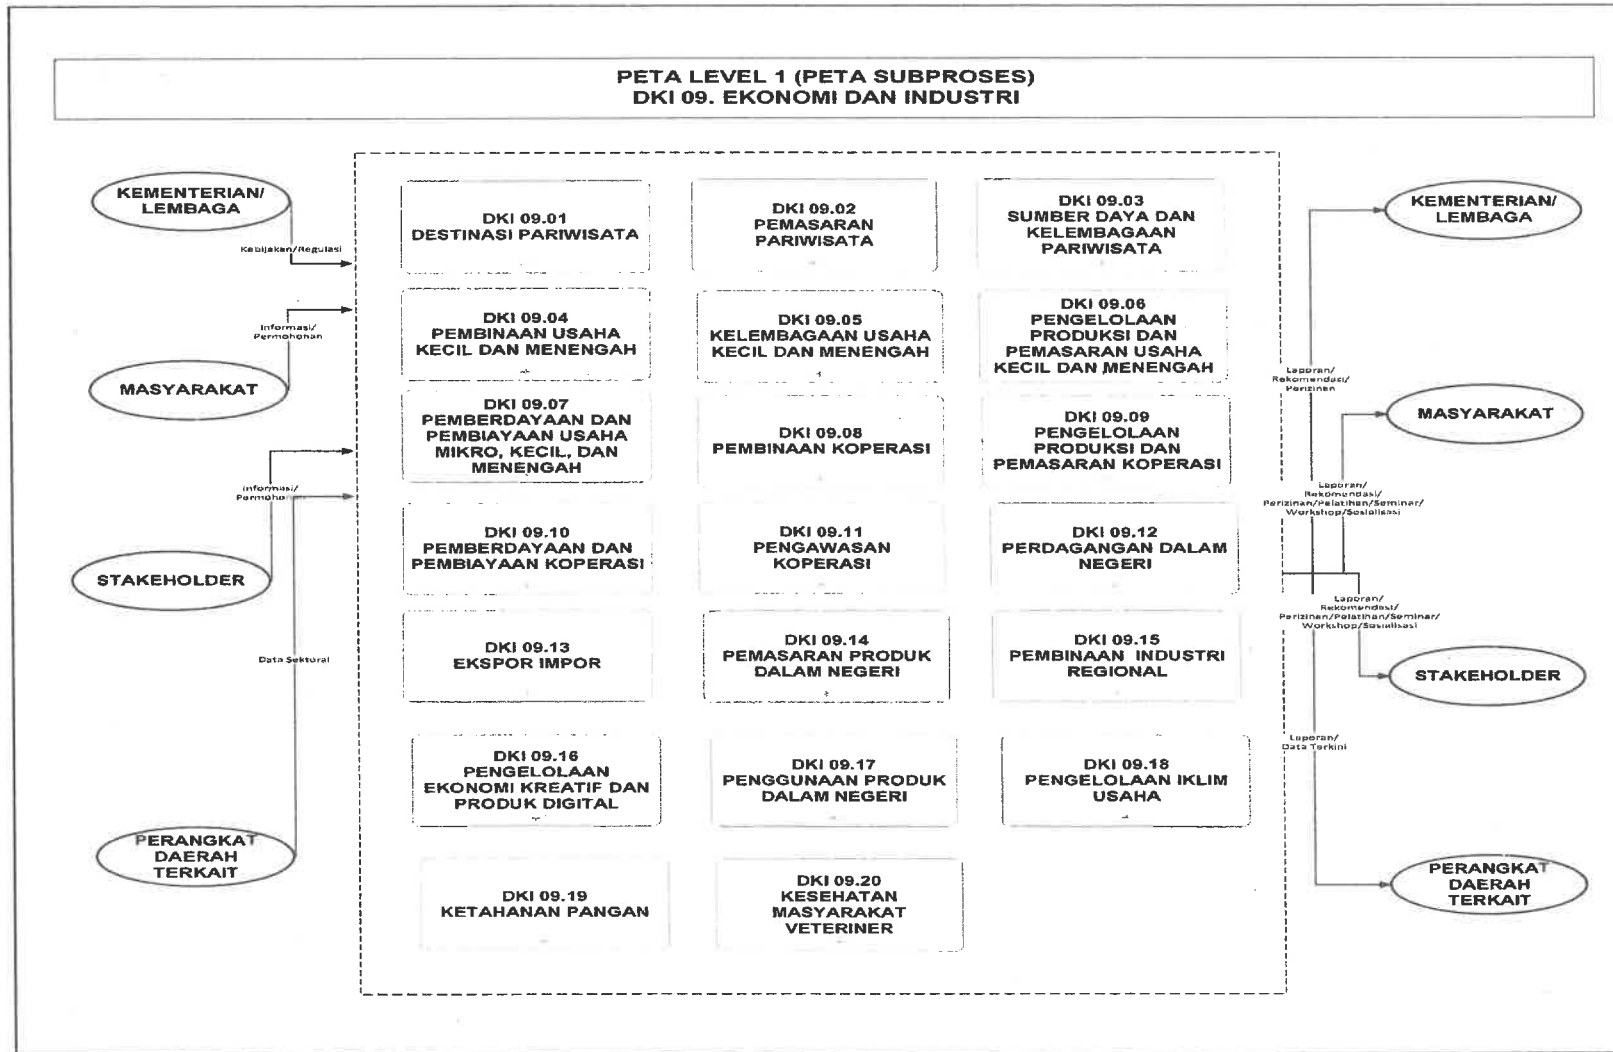 PETA LEVEL 1 (PETA SUBPROSES)
DKI 09. EKONOMI DAN INDUSTRI
KEMENTERIAN/
LEMBAGA
Kebijakan/Regulasi
MASYARAKAT
Informasi/
Permohonan
STAKEHOLDER
Informasi/
PERANGKAT
DAERAH
TERKAIT
Data Sektoral
DKI 09.01
DESTINASI PARIWISATA
DKI 09.02
PEMASARAN
PARIWISATA
DKI 09.03
SUMBER DAYA DAN
KELEMBAGAAN
PARIWISATA
DKI 09.04
PEMBINAAN USAHA
KECIL DAN MENENGAH
DKI 09.05
KELEMBAGAAN USAHA
KECIL DAN MENENGAH
DKI 09.06
PENGELOLAAN
PRODUKSI DAN
PEMASARAN USAHA
KECIL DAN MENENGAH
DKI 09.07
PEMBERDAYAAN DAN
PEMBIAYAAN USAHA
MIKRO, KECIL, DAN
MENENGAH
DKI 09.08
PEMBINAAN KOPERASI
DKI 09.09
PENGELOLAAN
PRODUKSI DAN
PEMASARAN KOPERASI
DKI 09.10
PEMBERDAYAAN DAN
PEMBIAYAAN KOPERASI
DKI 09.11
PENGAWASAN
KOPERASI
DKI 09.12
PERDAGANGAN DALAM
NEGERI
DKI 09.13
EKSPOR IMPOR
DKI 09.14
PEMASARAN PRODUK
DALAM NEGERI
DKI 09.15
PEMBINAAN INDUSTRI
REGIONAL
DKI 09.16
PENGELOLAAN
EKONOMI KREATIF DAN
PRODUK DIGITAL
DKI 09.17
PENGGUNAAN PRODUK
DALAM NEGERI
DKI 09.18
PENGELOLAAN IKLIM
USAHA
DKI 09.19
KETAHANAN PANGAN
DKI 09.20
KESEHATAN
MASYARAKAT
VETERINER
KEMENTERIAN/
LEMBAGA
Laporan/
Rekomendasi/
Perizinan
MASYARAKAT
Laporan/
Rekomendasi/
Perizinan/Pelatihan/Seminar/
Workshop/Sosialisasi
STAKEHOLDER
Laporan/
Rekomendasi/
Perizinan/Pelatihan/Seminar/
Workshop/Sosialisasi
PERANGKAT
DAERAH
TERKAIT
Laporan/
Data Terkini